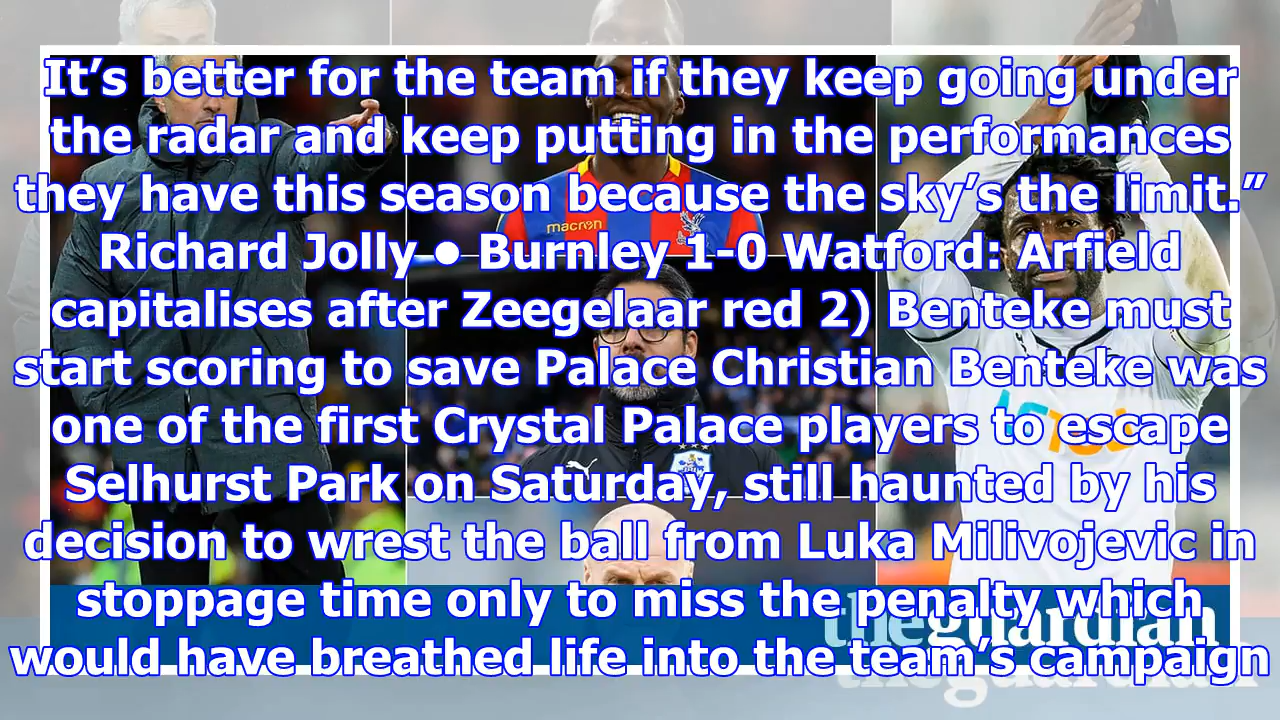 It’s better for the team if they keep going under
the radar and keep putting in the performances
they have this season because the sky’s the limit.”
Richard Jolly ● Burnley 1-0 Watford: Arfield
capitalises after Zeegelaar red 2) Benteke must
start scoring to save Palace Christian Benteke was
one of the first Crystal Palace players to escape
Selhurst Park on Saturday, still haunted by his
decision to wrest the ball from Luka Milivojevic in
stoppage time only to miss the penalty which
would have breathed life into the team’s campaign
macron
theguardian
theguardian